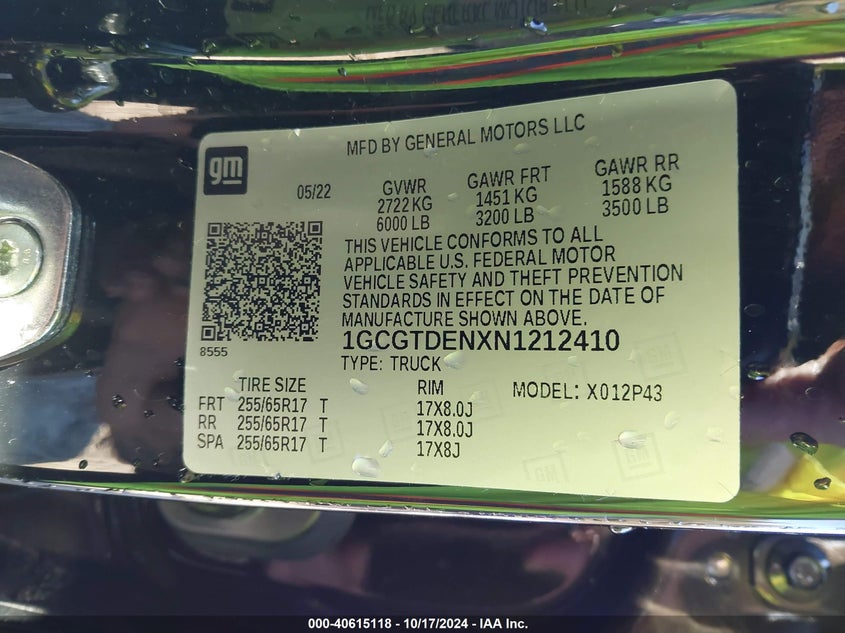 MFD BY GENERAL MOTORS LLC
gm
05/22
GVWR GAWR FRT GAWR RR
2722 KG 1451 KG 1588 KG
6000 LB 3200 LB 3500 LB
THIS VEHICLE CONFORMS TO ALL
APPLICABLE U.S. FEDERAL MOTOR
VEHICLE SAFETY AND THEFT PREVENTION
STANDARDS IN EFFECT ON THE DATE OF
MANUFACTURE SHOWN ABOVE.
8555
1GCGTDENXN1212410
TYPE: TRUCK
TIRE SIZE RIM MODEL: X012P43
FRT 255/65R17 T 17X8.0J
RR 255/65R17 T 17X8.0J
SPA 255/65R17 T 17X8J
GM GM
000-40615118 - 10/17/2024 - IAA Inc.